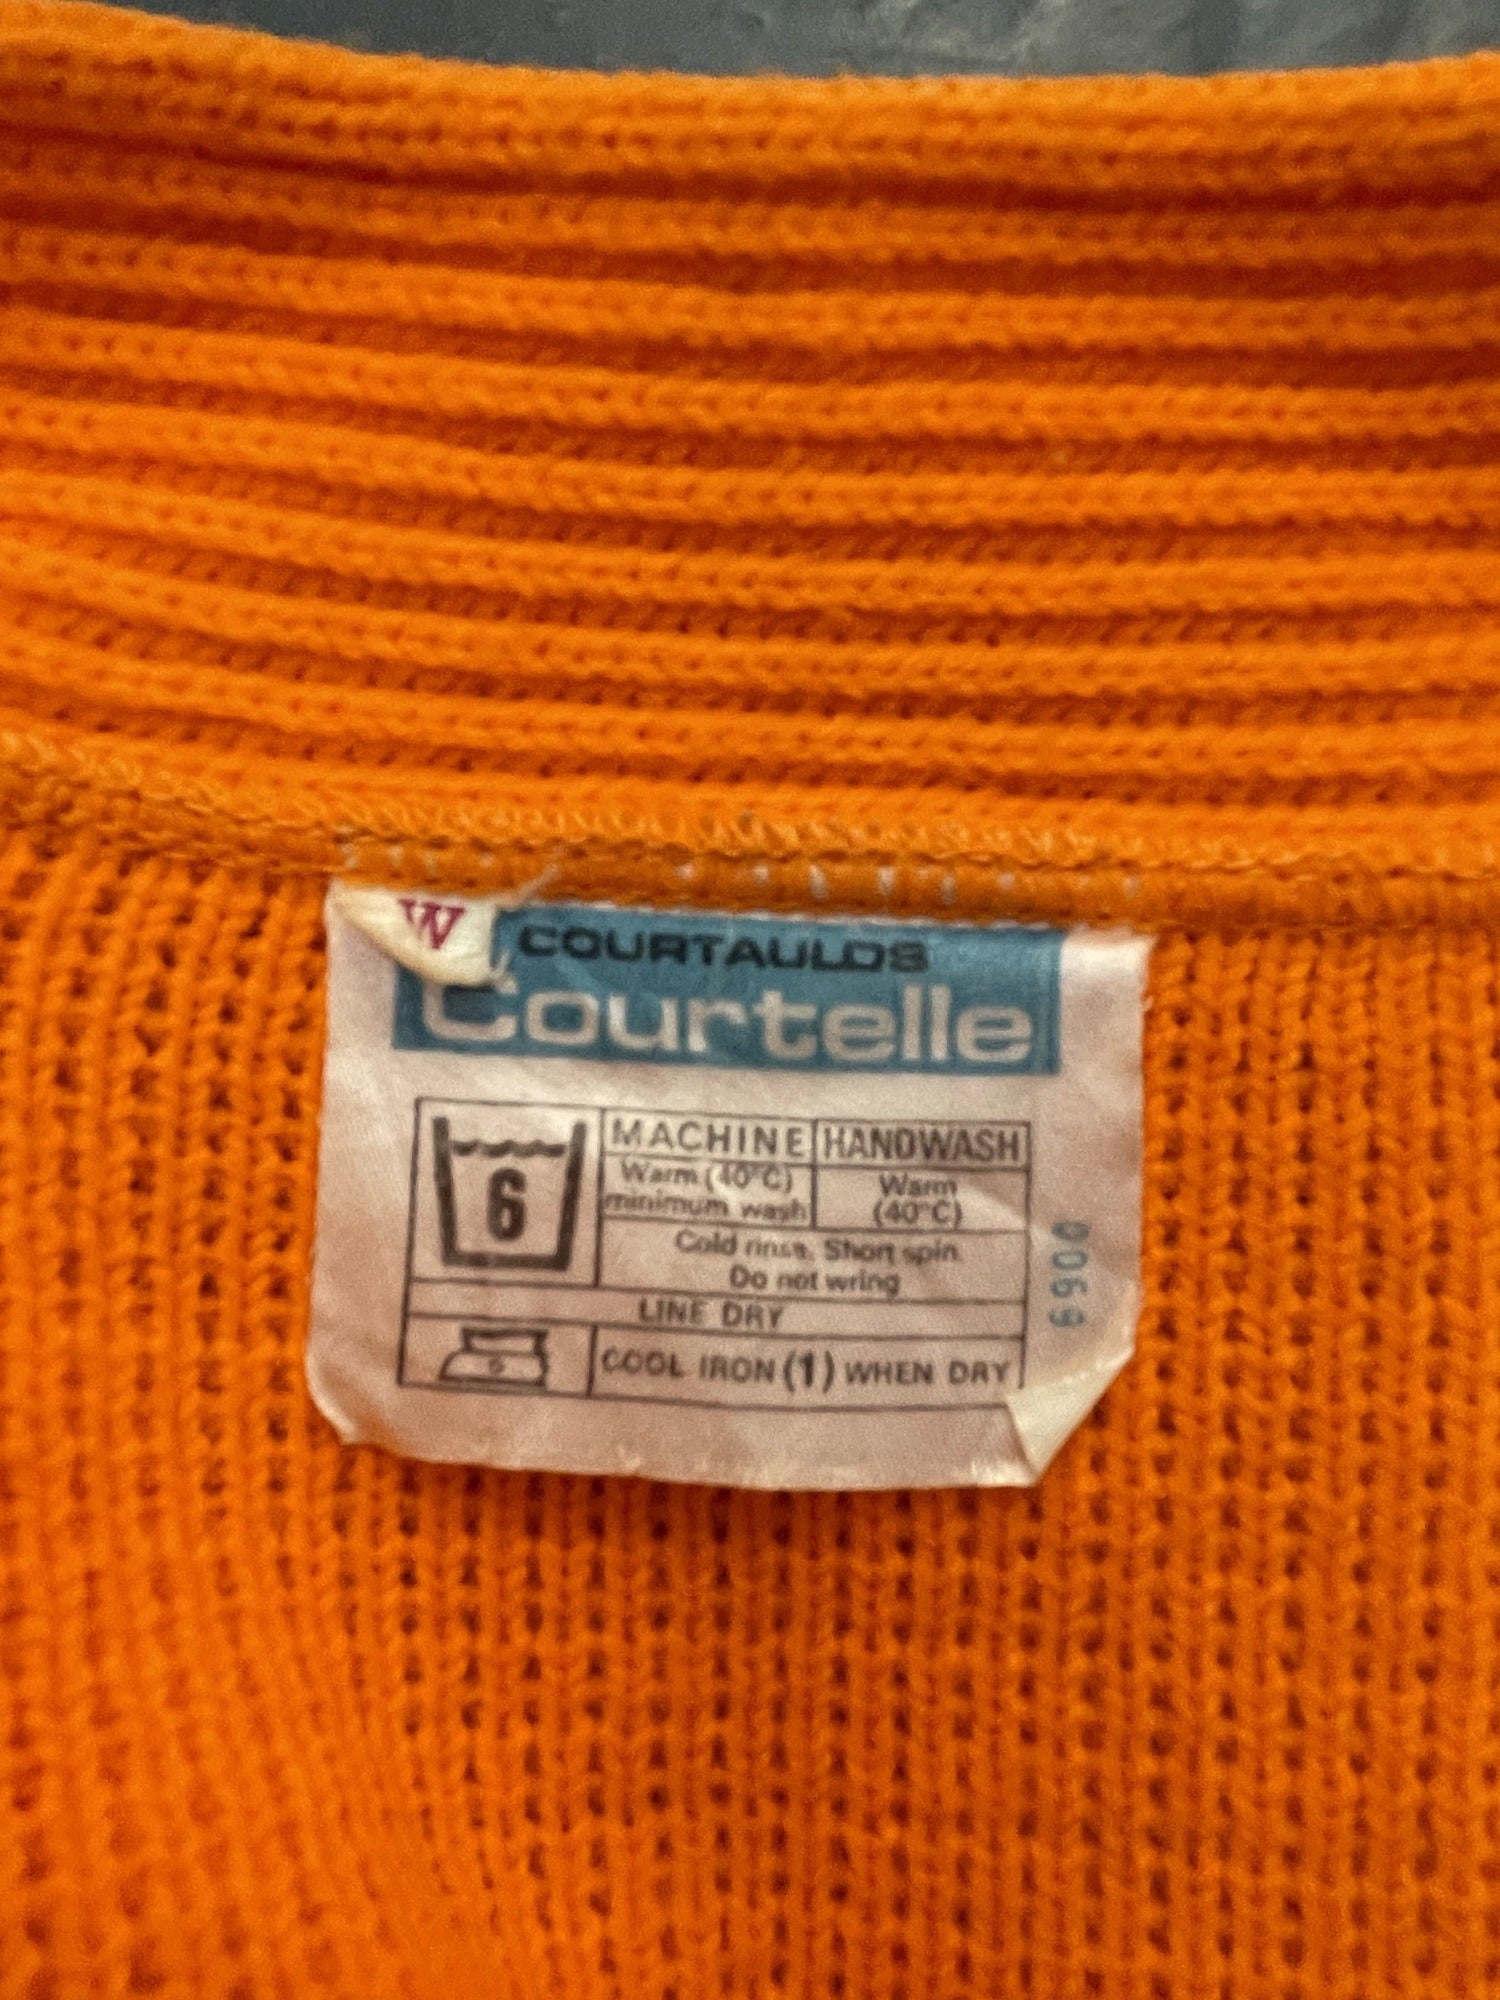 W
COURTAULDS
Courtelle
6
MACHINE HANDWASH
Warm (40°C) minimum wash
Warm (40°C)
Cold rinse. Short spin.
Do not wring
LINE DRY
COOL IRON (1) WHEN DRY
6900